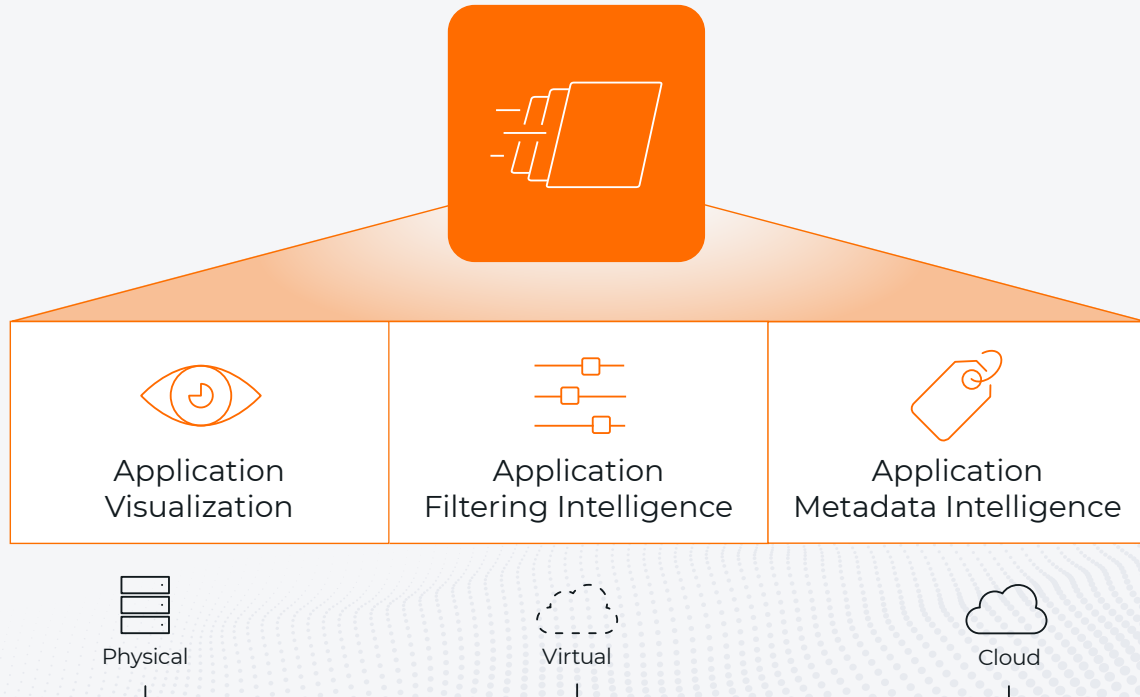 Application
Visualization
Application
Filtering Intelligence
Application
Metadata Intelligence
Physical
Virtual
Cloud